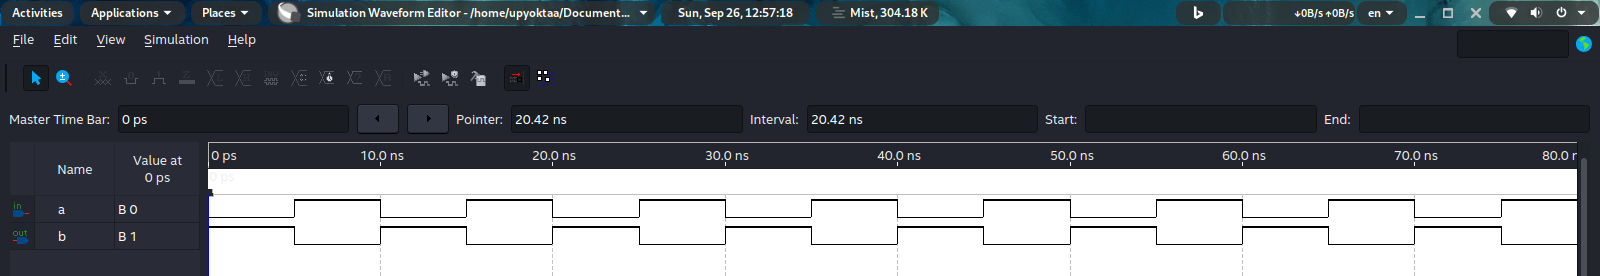 Activities Applications Places Simulation Waveform Editor - /home/upyoktaa/Document... Sun, Sep 26, 12:57:18 Mist, 304.18 K ↓0B/s ↑0B/s en
File Edit View Simulation Help
Master Time Bar: 0 ps Pointer: 20.42 ns Interval: 20.42 ns Start: End:
Name Value at 0 ps 0 ps 10.0 ns 20.0 ns 30.0 ns 40.0 ns 50.0 ns 60.0 ns 70.0 ns 80.0 n
0 ps
in a B 0
out b B 1